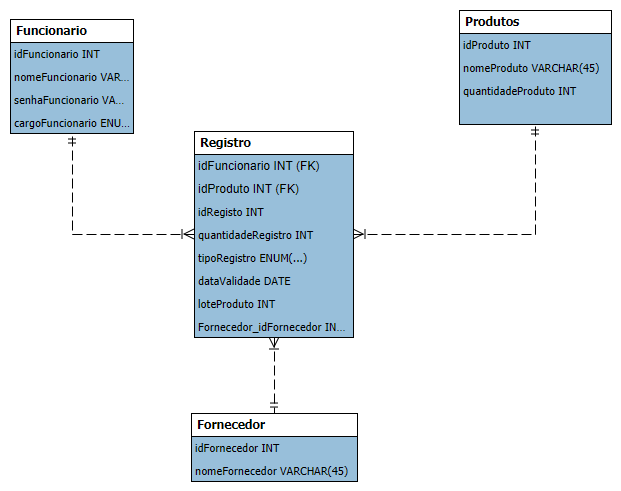 Funcionario
idFuncionario INT
nomeFuncionario VAR...
senhaFuncionario VA...
cargoFuncionario ENU...
Produtos
idProduto INT
nomeProduto VARCHAR(45)
quantidadeProduto INT
Registro
idFuncionario INT (FK)
idProduto INT (FK)
idRegisto INT
quantidadeRegistro INT
tipoRegistro ENUM(...)
dataValidade DATE
loteProduto INT
Fornecedor_idFornecedor IN...
Fornecedor
idFornecedor INT
nomeFornecedor VARCHAR(45)